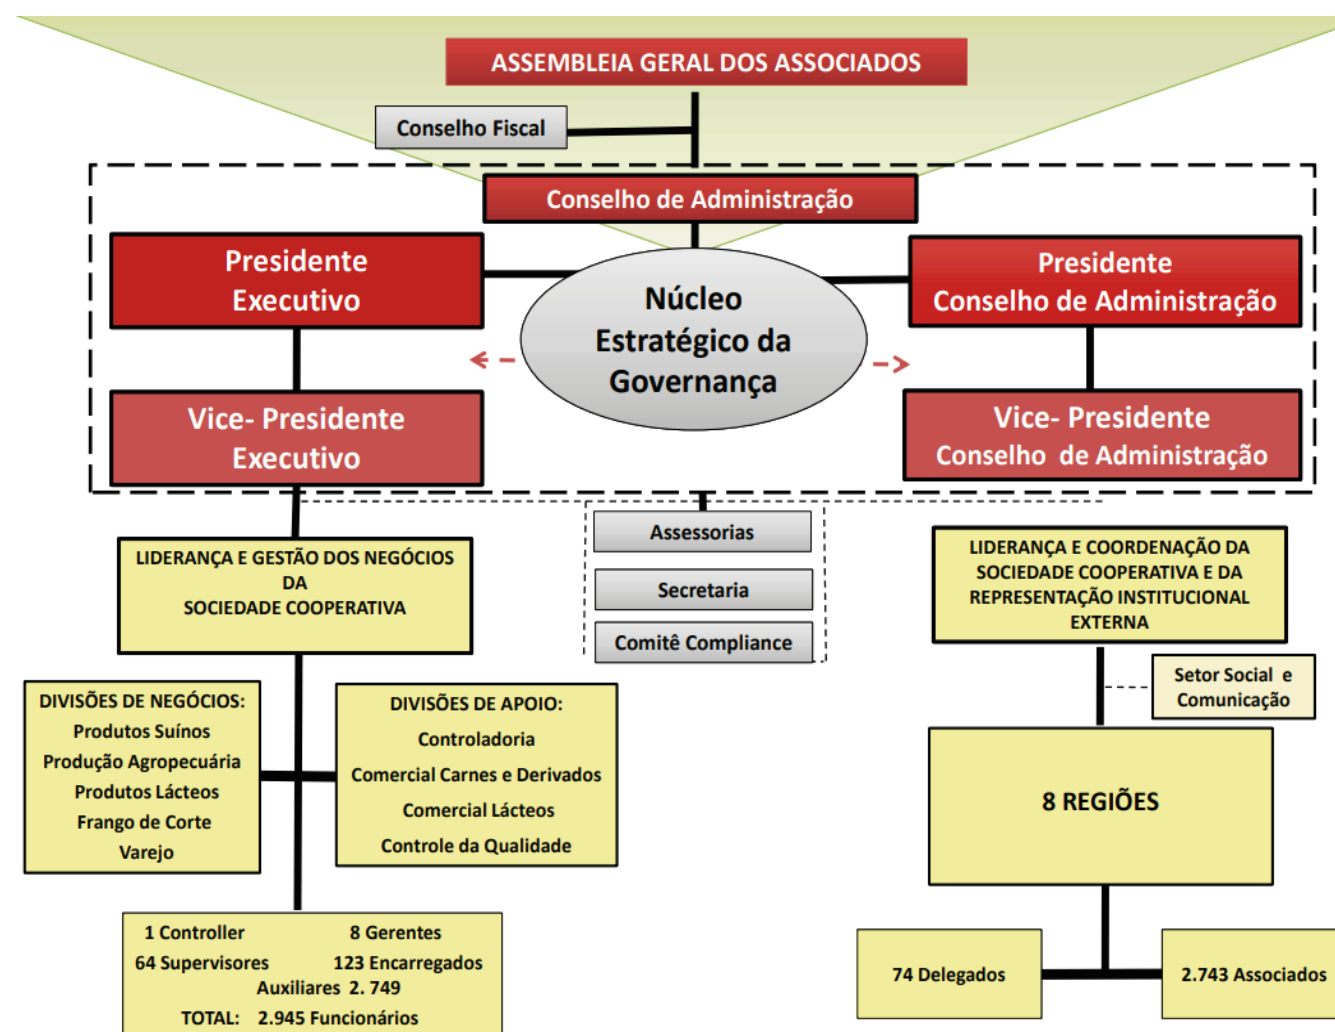 ASSEMBLEIA GERAL DOS ASSOCIADOS
Conselho Fiscal
Conselho de Administração
Presidente
Executivo
Núcleo
Estratégico da
Governança
Presidente
Conselho de Administração
Vice- Presidente
Executivo
Vice- Presidente
Conselho de Administração
LIDERANÇA E GESTÃO DOS NEGÓCIOS
DA
SOCIEDADE COOPERATIVA
Assessorias
Secretaria
Comitê Compliance
LIDERANÇA E COORDENAÇÃO DA
SOCIEDADE COOPERATIVA E DA
REPRESENTAÇÃO INSTITUCIONAL
EXTERNA
Setor Social e
Comunicação
DIVISÕES DE NEGÓCIOS:
Produtos Suínos
Produção Agropecuária
Produtos Lácteos
Frango de Corte
Varejo
DIVISÕES DE APOIO:
Controladoria
Comercial Carnes e Derivados
Comercial Lácteos
Controle da Qualidade
8 REGIÕES
1 Controller 8 Gerentes
64 Supervisores 123 Encarregados
Auxiliares 2. 749
TOTAL: 2.945 Funcionários
74 Delegados
2.743 Associados